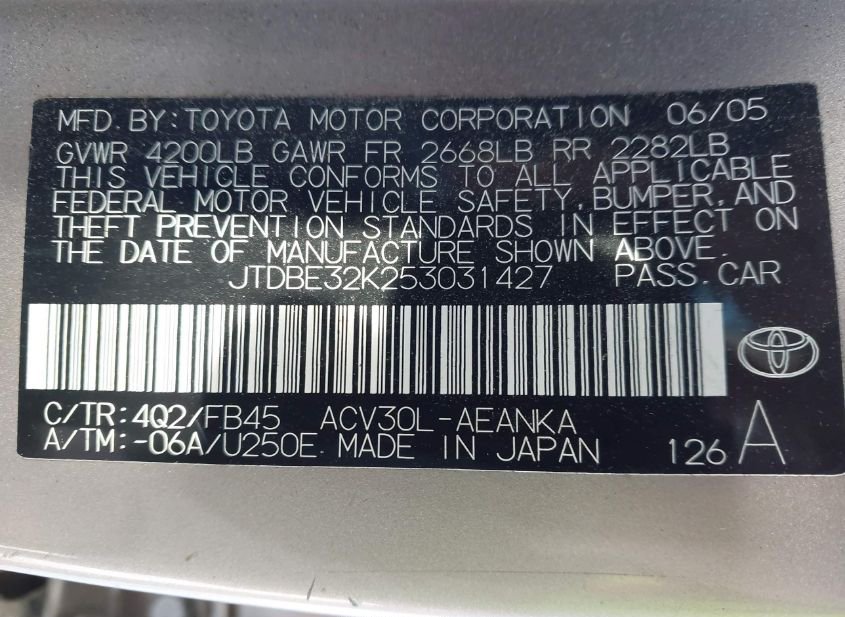 MFD. BY: TOYOTA MOTOR CORPORATION 06/05
GVWR 4200LB GAWR FR 2668LB RR 2282LB
THIS VEHICLE CONFORMS TO ALL APPLICABLE
FEDERAL MOTOR VEHICLE SAFETY, BUMPER, AND
THEFT PREVENTION STANDARDS IN EFFECT ON
THE DATE OF MANUFACTURE SHOWN ABOVE.
JTDBE32K253031427 PASS. CAR
C/TR: 4Q2/FB45 ACV30L-AEANKA
A/TM: -06A/U250E MADE IN JAPAN 126 A